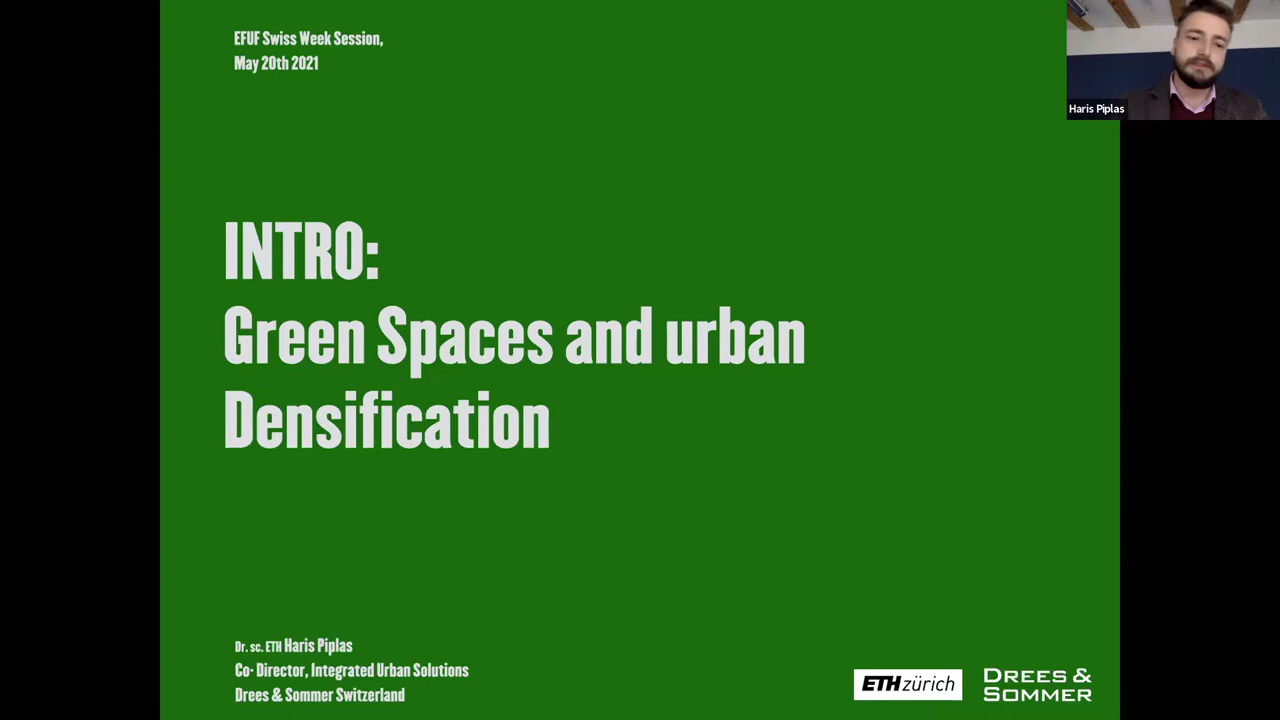 EFUF Swiss Week Session,
May 20th 2021
Haris Piplas
INTRO:
Green Spaces and urban
Densification
Dr. sc. ETH Haris Piplas
Co- Director, Integrated Urban Solutions
Drees & Sommer Switzerland
ETH zürich
DREES &
SOMMER